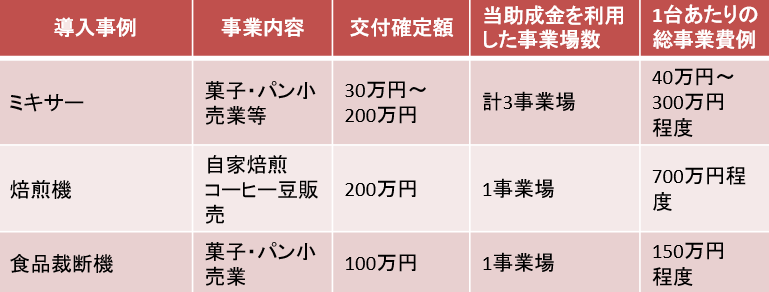 導入事例
事業内容
交付確定額
当助成金を利用
した事業場数
1台あたりの
総事業費例
ミキサー
菓子・パン小
売業等
30万円～
200万円
計3事業場
40万円～
300万円
程度
焙煎機
自家焙煎
コーヒー豆販
売
200万円
1事業場
700万円程
度
食品裁断機
菓子・パン小
売業
100万円
1事業場
150万円
程度